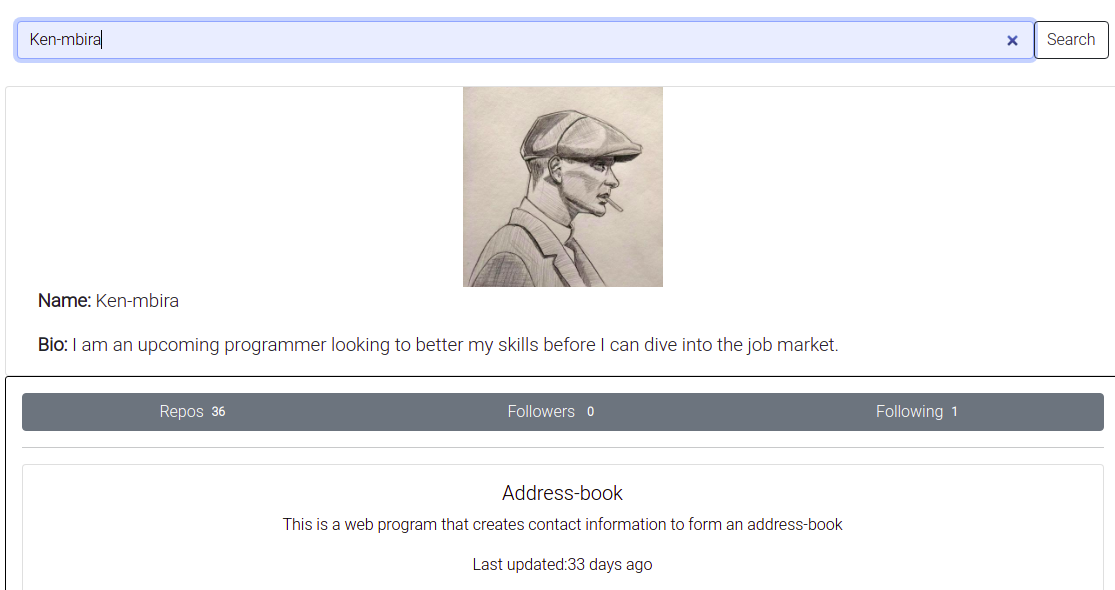 Ken-mbira
Search
Name: Ken-mbira
Bio: I am an upcoming programmer looking to better my skills before I can dive into the job market.
Repos 36 Followers 0 Following 1
Address-book
This is a web program that creates contact information to form an address-book
Last updated:33 days ago